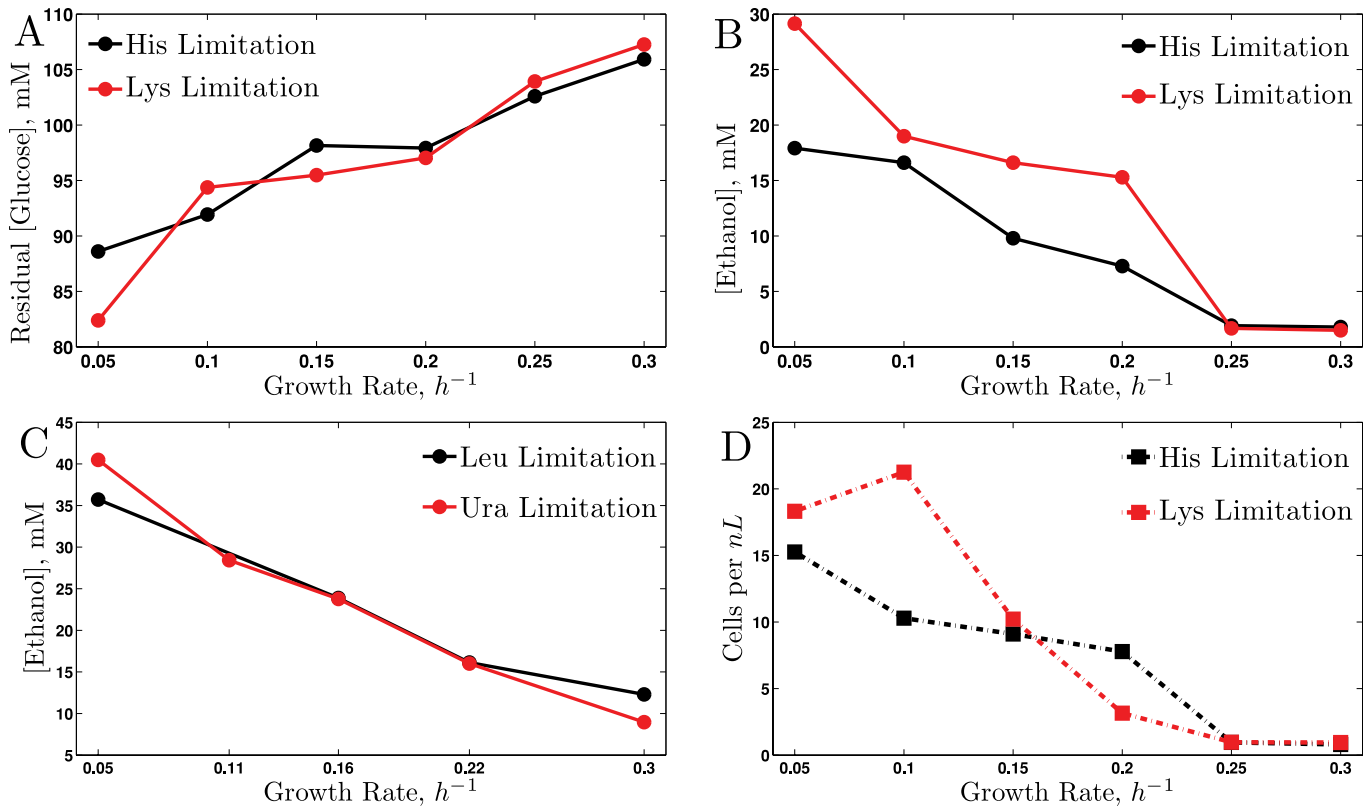 A
His Limitation
Lys Limitation
Residual [Glucose], mM
110
105
100
95
90
85
80
0.05 0.1 0.15 0.2 0.25 0.3
Growth Rate, h⁻¹
B
His Limitation
Lys Limitation
[Ethanol], mM
30
25
20
15
10
5
0
0.05 0.1 0.15 0.2 0.25 0.3
Growth Rate, h⁻¹
C
Leu Limitation
Ura Limitation
[Ethanol], mM
45
40
35
30
25
20
15
10
5
0.05 0.11 0.16 0.22 0.3
Growth Rate, h⁻¹
D
His Limitation
Lys Limitation
Cells per nL
25
20
15
10
5
0
0.05 0.1 0.15 0.2 0.25 0.3
Growth Rate, h⁻¹